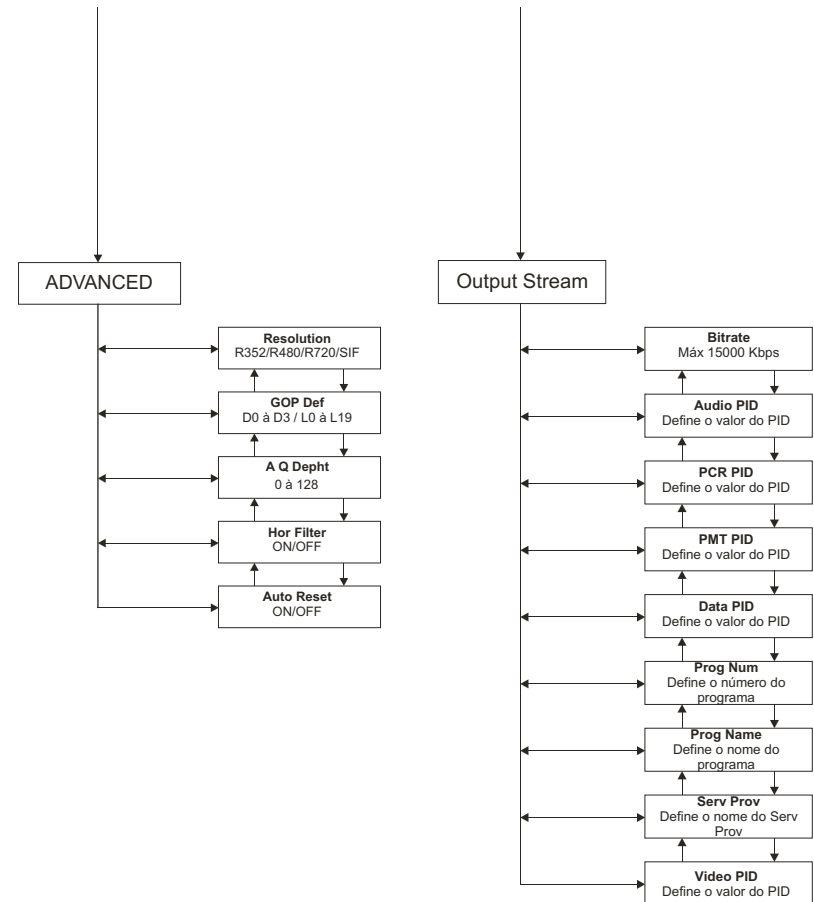 ADVANCED
Resolution
R352/R480/R720/SIF
GOP Def
D0 à D3 / L0 à L19
A Q Depht
0 à 128
Hor Filter
ON/OFF
Auto Reset
ON/OFF
Output Stream
Bitrate
Máx 15000 Kbps
Audio PID
Define o valor do PID
PCR PID
Define o valor do PID
PMT PID
Define o valor do PID
Data PID
Define o valor do PID
Prog Num
Define o número do
programa
Prog Name
Define o nome do
programa
Serv Prov
Define o nome do Serv
Prov
Video PID
Define o valor do PID